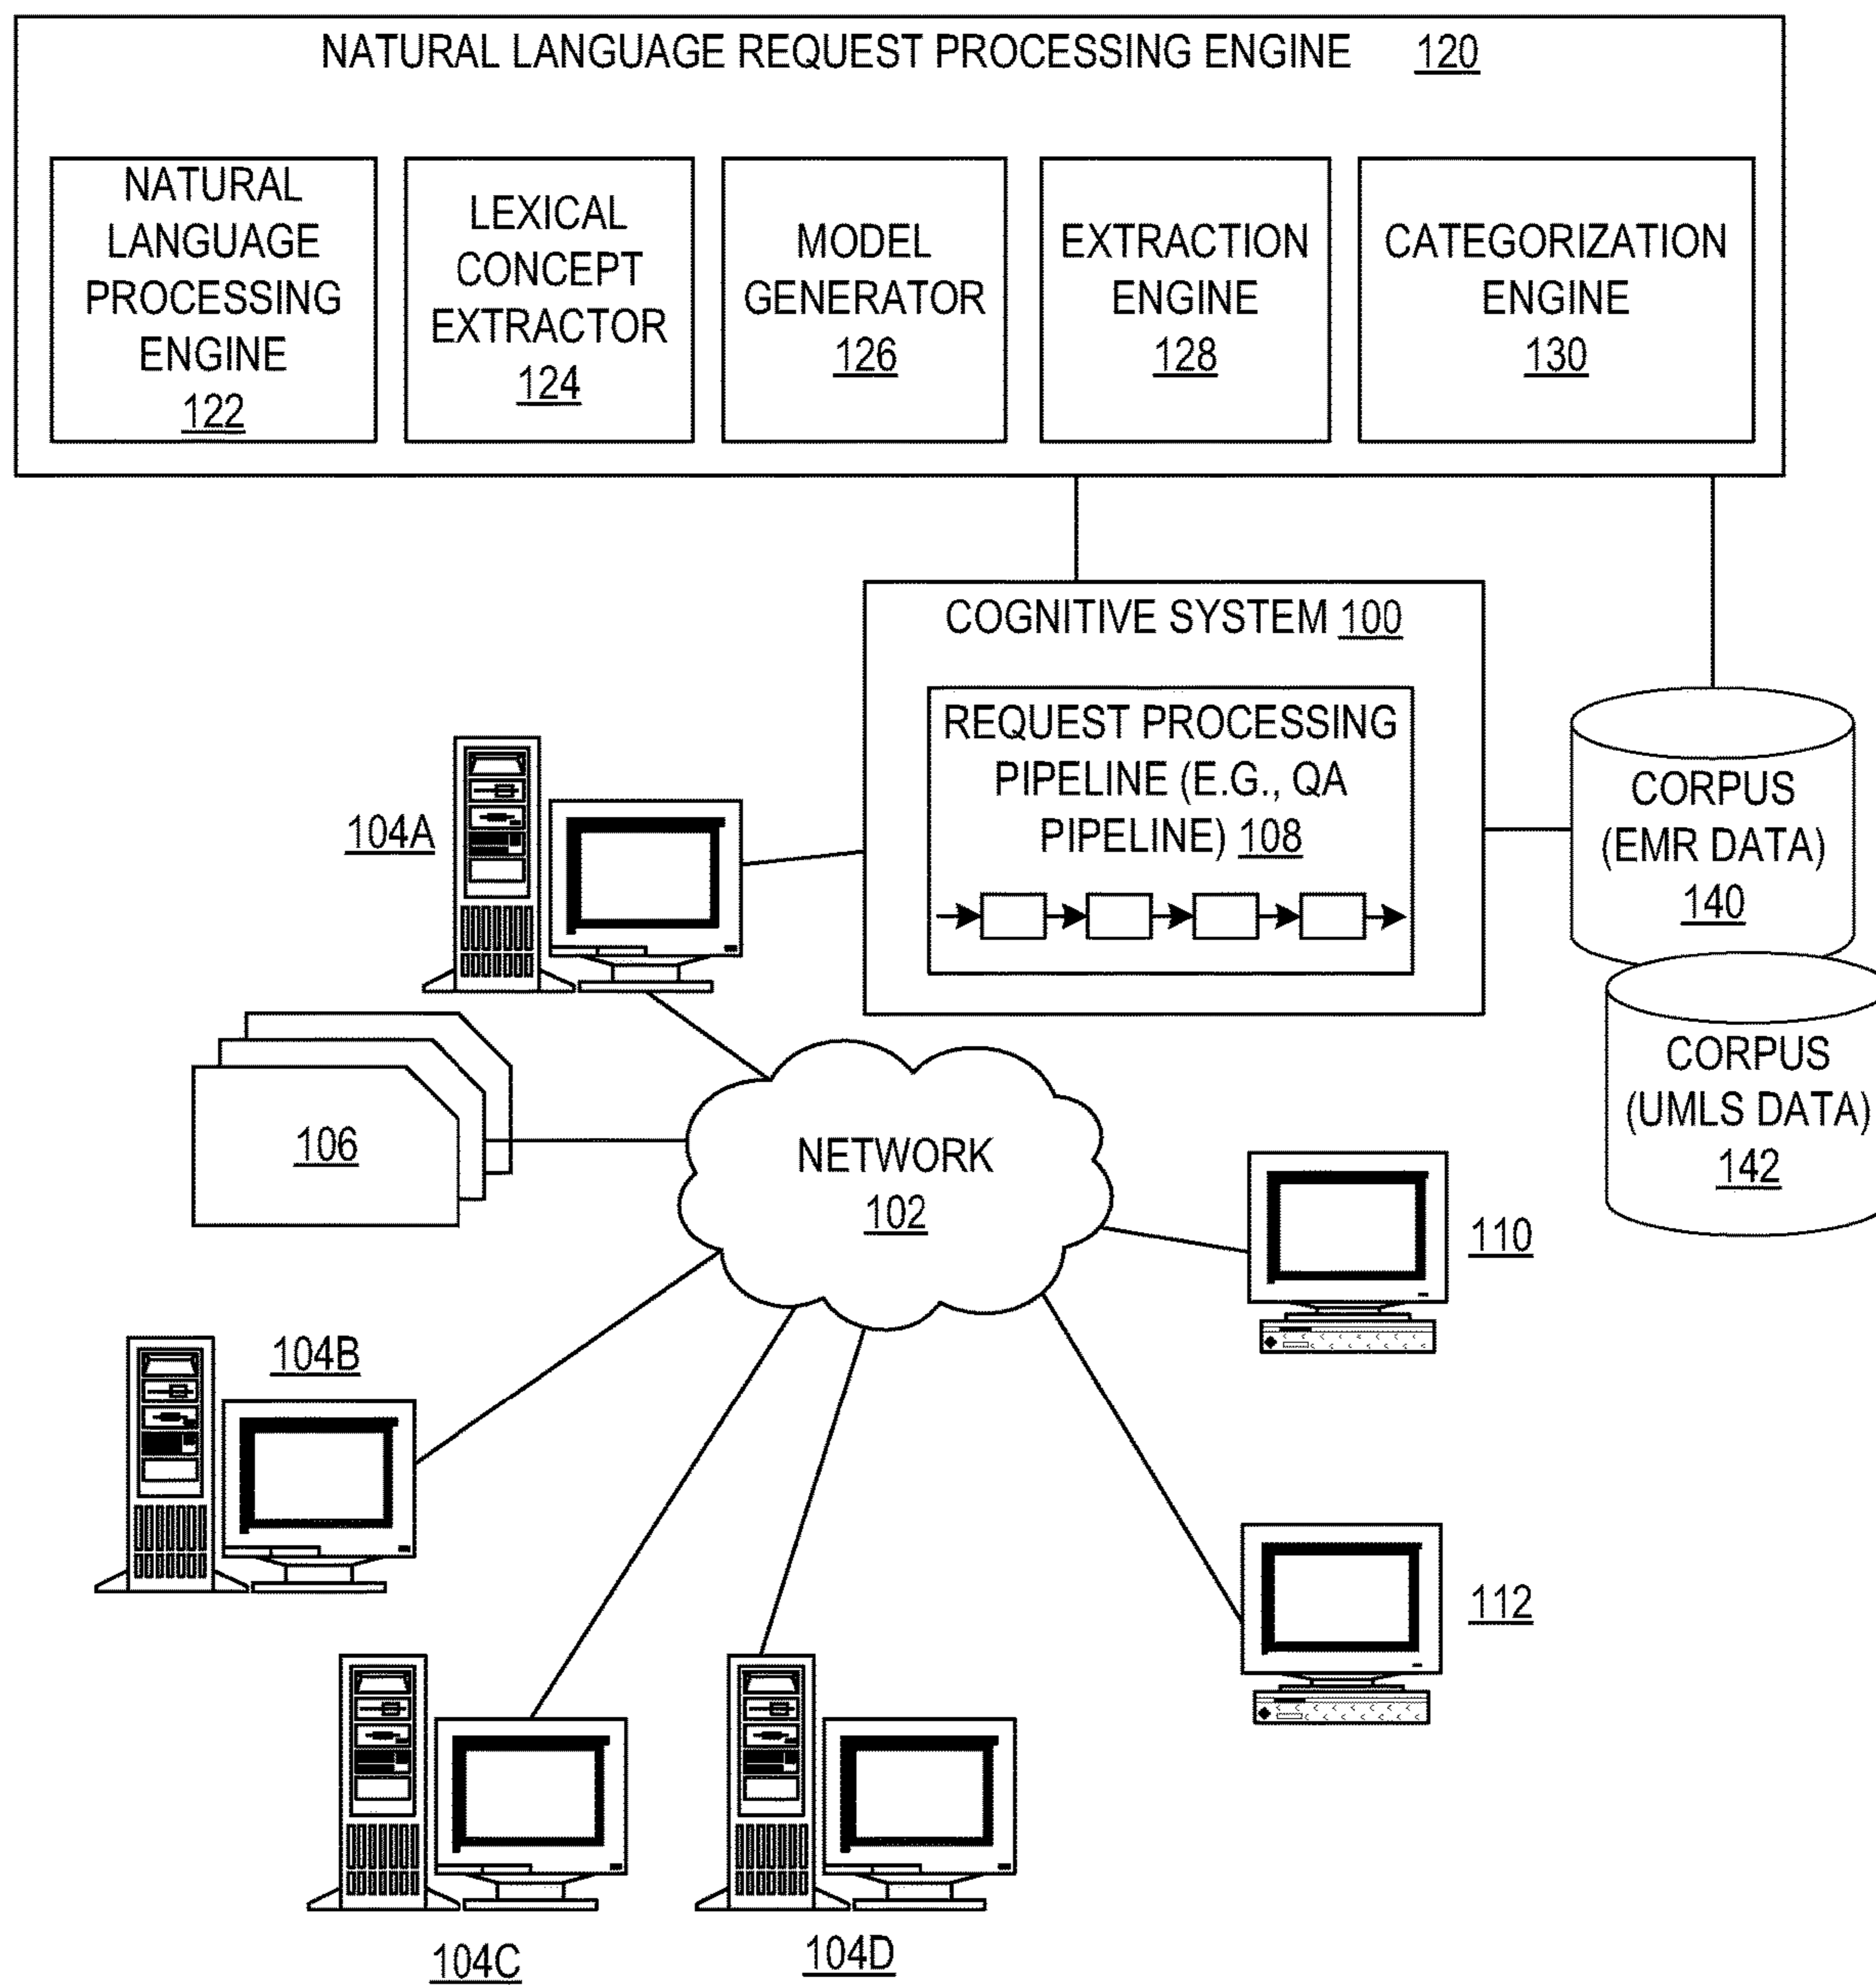 NATURAL LANGUAGE REQUEST PROCESSING ENGINE 120
NATURAL
LANGUAGE
PROCESSING
ENGINE
122
LEXICAL
CONCEPT
EXTRACTOR
124
MODEL
GENERATOR
126
EXTRACTION
ENGINE
128
CATEGORIZATION
ENGINE
130
COGNITIVE SYSTEM 100
REQUEST PROCESSING
PIPELINE (E.G., QA
PIPELINE) 108
CORPUS
(EMR DATA)
140
CORPUS
(UMLS DATA)
142
104A
106
NETWORK
102
110
104B
112
104C
104D